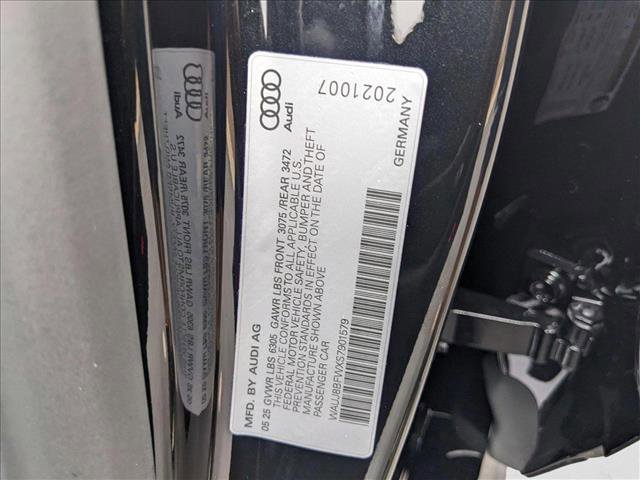 MFD. BY AUDI AG
05 25 GVWR LBS 6305 GAWR LBS FRONT 3075 /REAR 3472
THIS VEHICLE CONFORMS TO ALL APPLICABLE U.S.
FEDERAL MOTOR VEHICLE SAFETY, BUMPER AND THEFT
PREVENTION STANDARDS IN EFFECT ON THE DATE OF
MANUFACTURE SHOWN ABOVE
PASSENGER CAR
WAUJ8BFMXS7901579
Audi
2021007
GERMANY